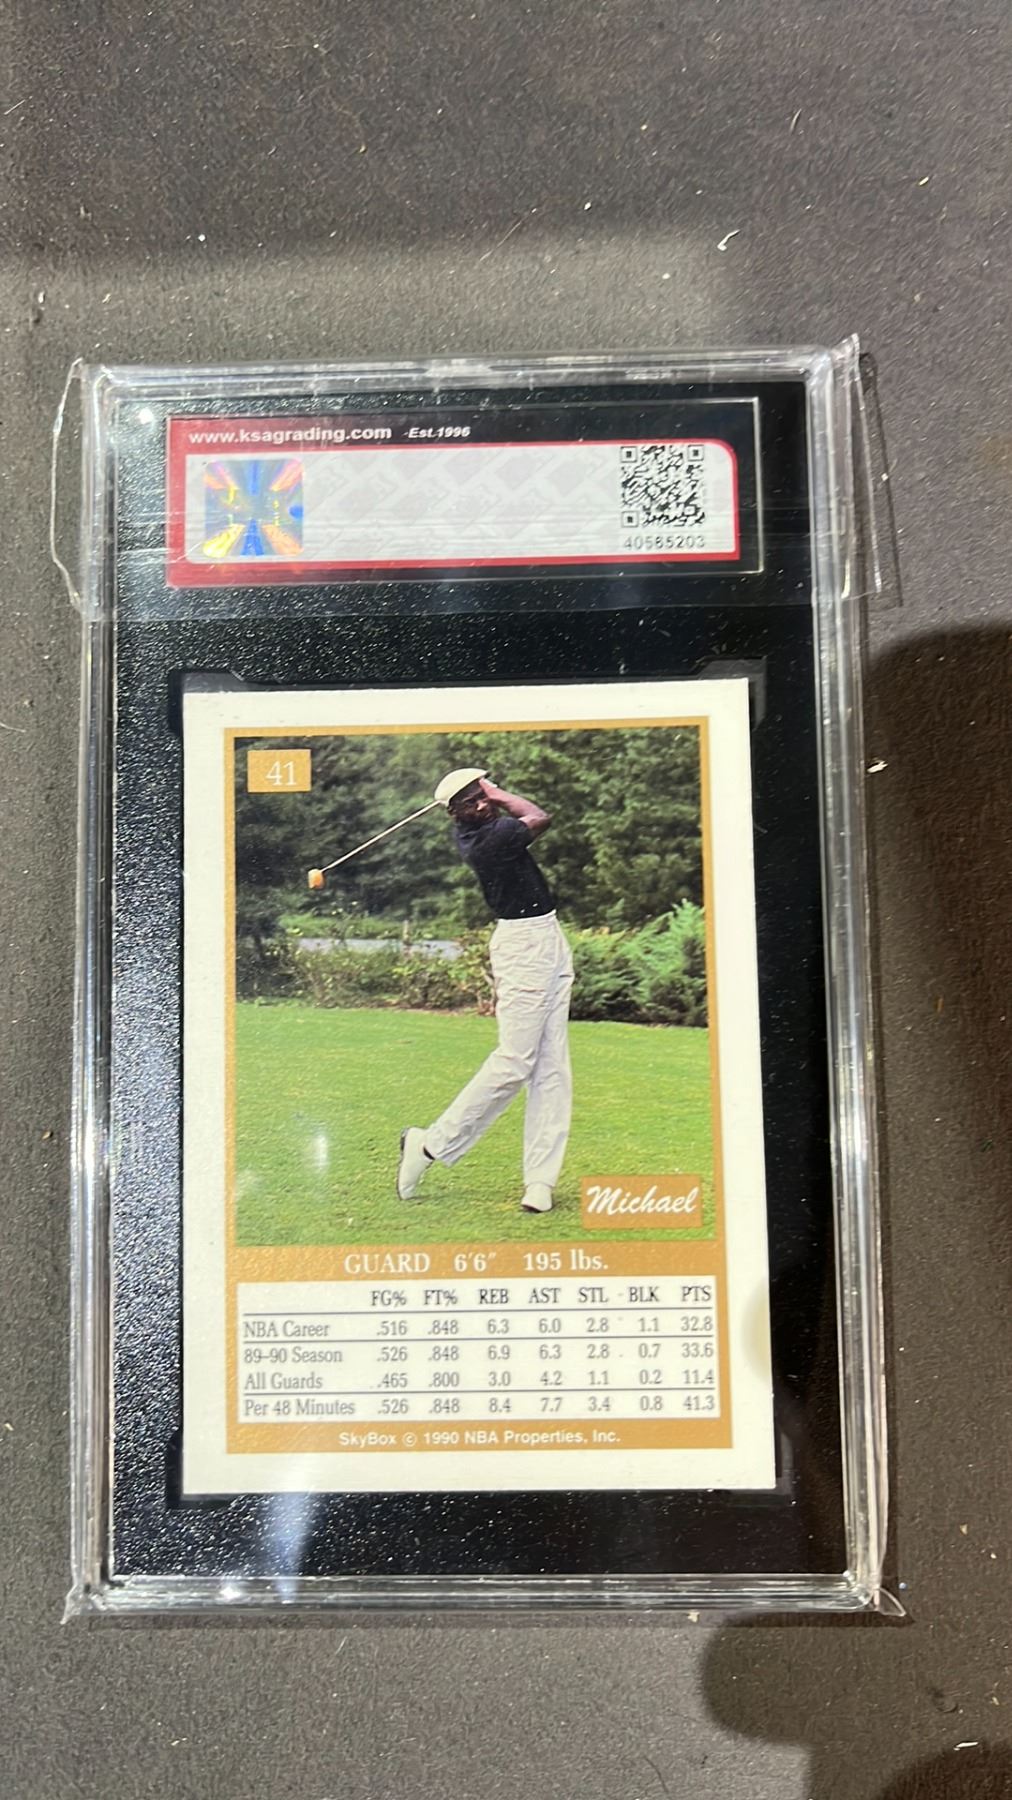 www.ksagrading.com Est.1996
40565203
41
Michael
GUARD 6'6" 195 lbs.
FG% FT% REB AST STL BLK PTS
NBA Career .516 .848 6.3 6.0 2.8 1.1 32.8
89–90 Season .526 .848 6.9 6.3 2.8 0.7 33.6
All Guards .465 .800 3.0 4.2 1.1 0.2 11.4
Per 48 Minutes .526 .848 8.4 7.7 3.4 0.8 41.3
SkyBox © 1990 NBA Properties, Inc.